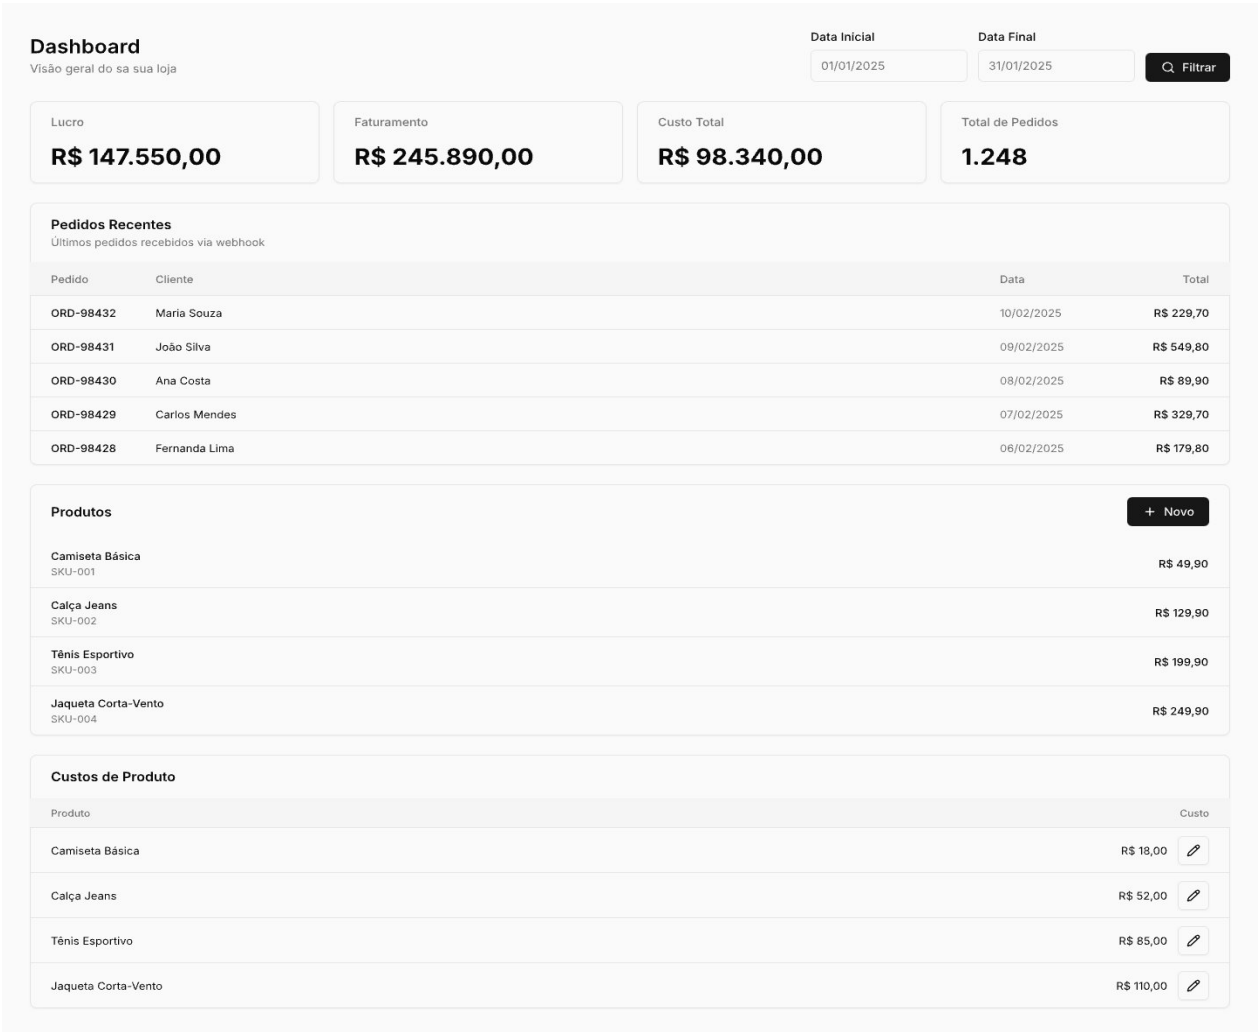 Dashboard
Visão geral do sa sua loja
Data Inicial
01/01/2025
Data Final
31/01/2025
Filtrar
Lucro
R$ 147.550,00
Faturamento
R$ 245.890,00
Custo Total
R$ 98.340,00
Total de Pedidos
1.248
Pedidos Recentes
Últimos pedidos recebidos via webhook
Pedido Cliente Data Total
ORD-98432 Maria Souza 10/02/2025 R$ 229,70
ORD-98431 João Silva 09/02/2025 R$ 549,80
ORD-98430 Ana Costa 08/02/2025 R$ 89,90
ORD-98429 Carlos Mendes 07/02/2025 R$ 329,70
ORD-98428 Fernanda Lima 06/02/2025 R$ 179,80
Produtos
+ Novo
Camiseta Básica
SKU-001
R$ 49,90
Calça Jeans
SKU-002
R$ 129,90
Tênis Esportivo
SKU-003
R$ 199,90
Jaqueta Corta-Vento
SKU-004
R$ 249,90
Custos de Produto
Produto Custo
Camiseta Básica R$ 18,00
Calça Jeans R$ 52,00
Tênis Esportivo R$ 85,00
Jaqueta Corta-Vento R$ 110,00